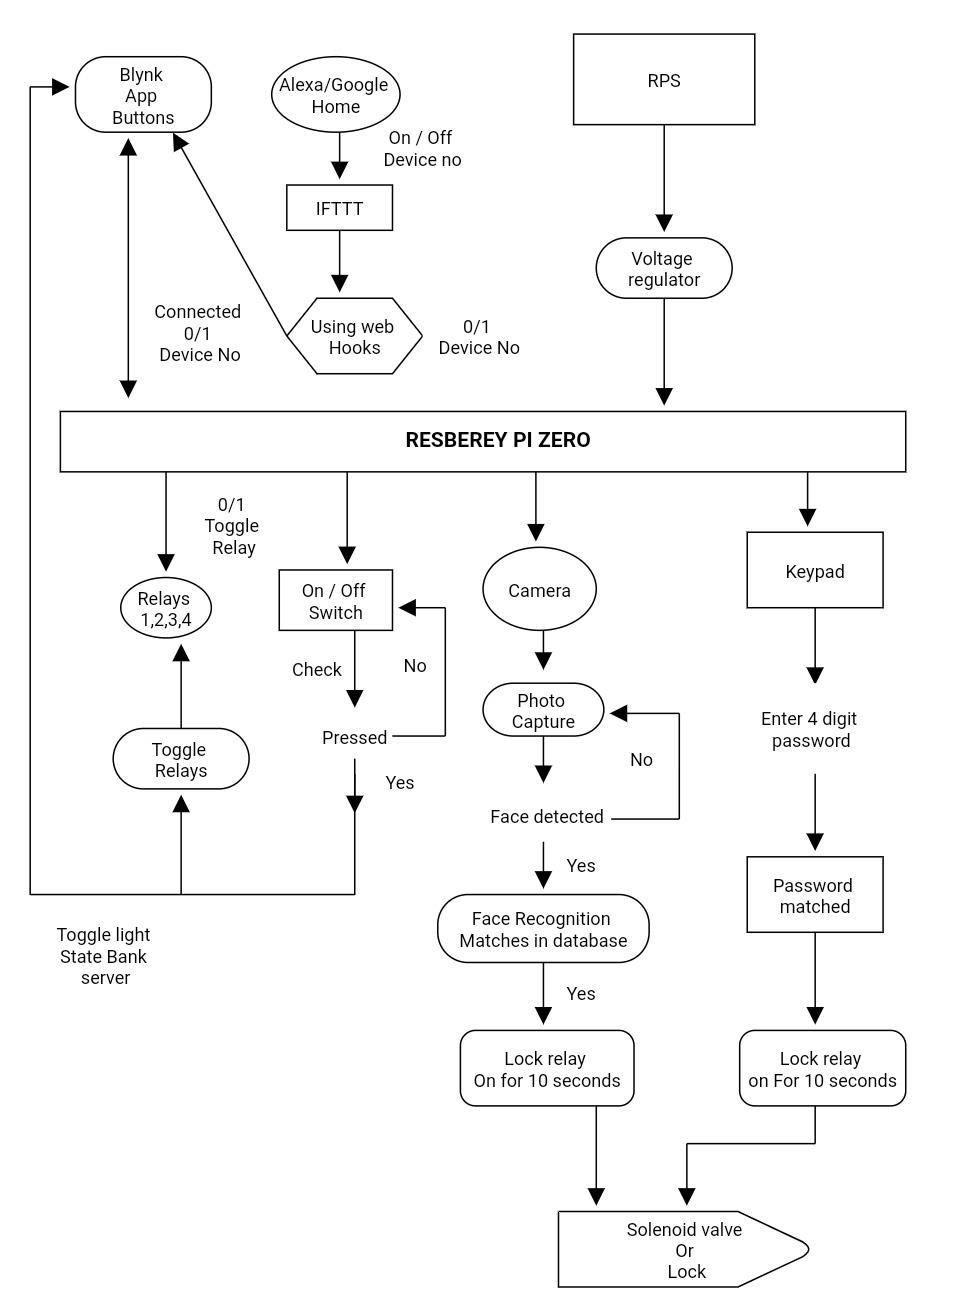 Blynk
App
Buttons
Alexa/Google
Home
On / Off
Device no
RPS
IFTTT
Voltage
regulator
Connected
0/1
Device No
Using web
Hooks
0/1
Device No
RESBEREY PI ZERO
0/1
Toggle
Relay
Relays
1,2,3,4
On / Off
Switch
Camera
Keypad
Check
No
Pressed
Yes
Toggle
Relays
Toggle light
State Bank
server
Photo
Capture
No
Face detected
Yes
Face Recognition
Matches in database
Yes
Lock relay
On for 10 seconds
Enter 4 digit
password
Password
matched
Lock relay
on For 10 seconds
Solenoid valve
Or
Lock